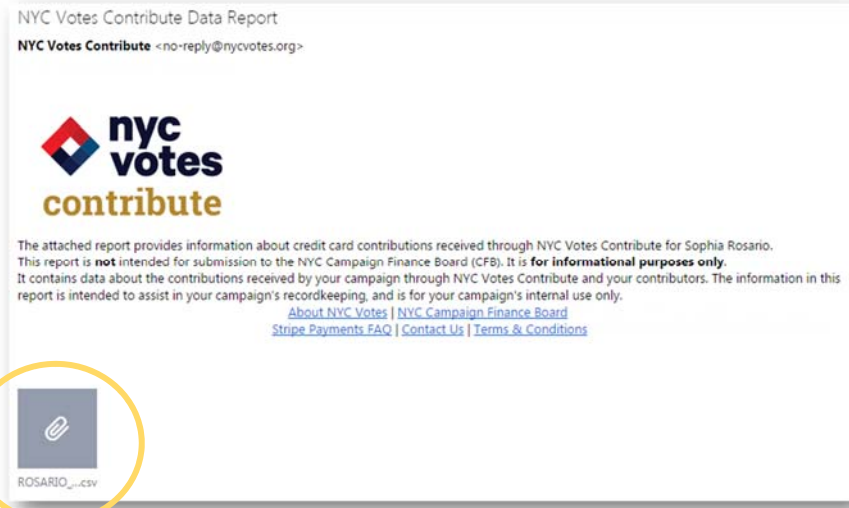 NYC Votes Contribute Data Report
NYC Votes Contribute <no-reply@nycvotes.org>
nyc
votes
contribute
The attached report provides information about credit card contributions received through NYC Votes Contribute for Sophia Rosario.
This report is not intended for submission to the NYC Campaign Finance Board (CFB). It is for informational purposes only.
It contains data about the contributions received by your campaign through NYC Votes Contribute and your contributors. The information in this
report is intended to assist in your campaign's recordkeeping, and is for your campaign's internal use only.
About NYC Votes | NYC Campaign Finance Board
Stripe Payments FAQ | Contact Us | Terms & Conditions
ROSARIO_...csv